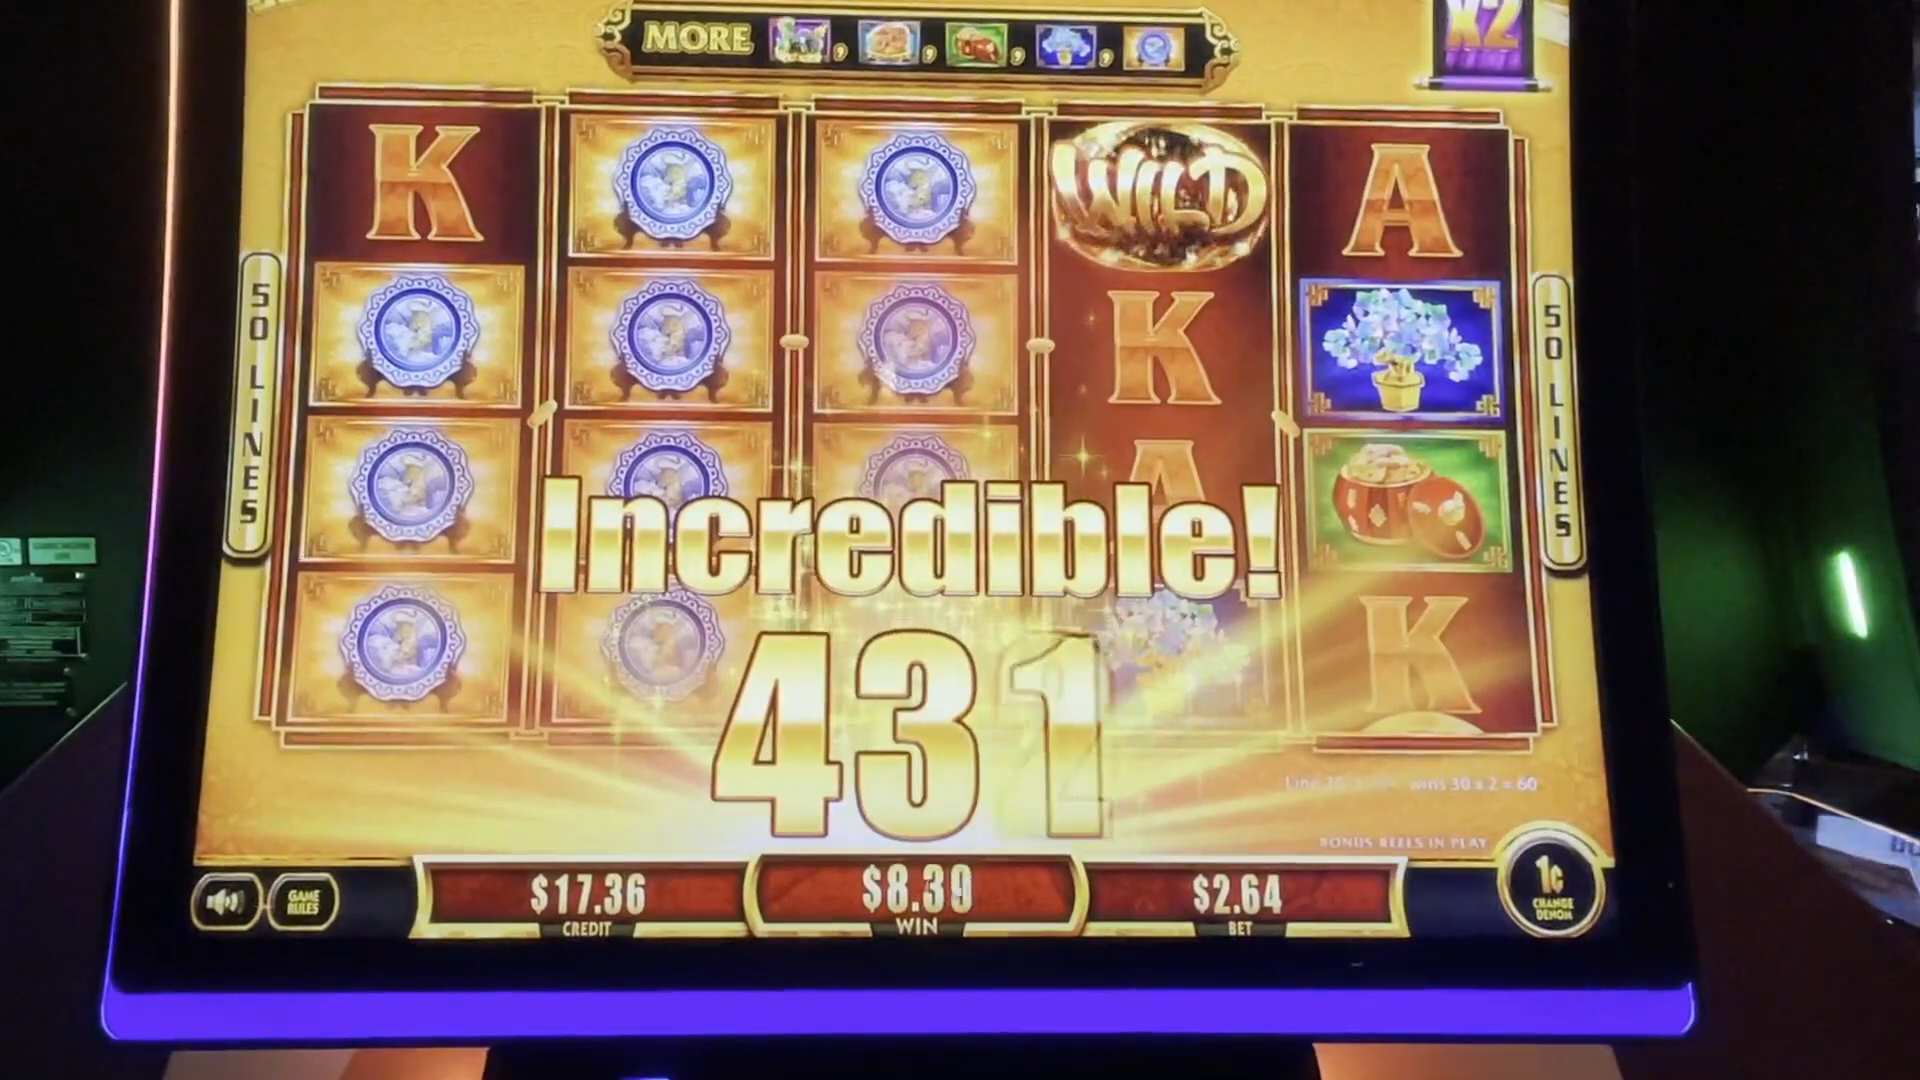 MORE , , , ,
X2
K
WILD
A
50 LINES
50 LINES
K
A
Incredible!
K
431
wins 30 x 2 = 60
BONUS REELS IN PLAY
GAME RULES
$17.36
CREDIT
$8.39
WIN
$2.64
BET
1¢
CHANGE
DENOM